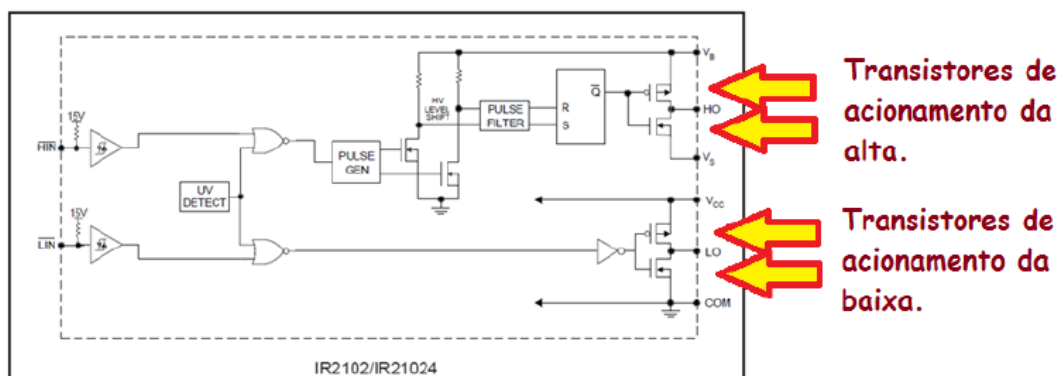 V_B
15V
HIN
HV
LEVEL
SHIFT
PULSE
FILTER
R
S
Q
HO
PULSE
GEN
V_S
UV
DETECT
V_CC
15V
LIN
LO
COM
IR2102/IR21024
Transistores de
acionamento da
alta.
Transistores de
acionamento da
baixa.